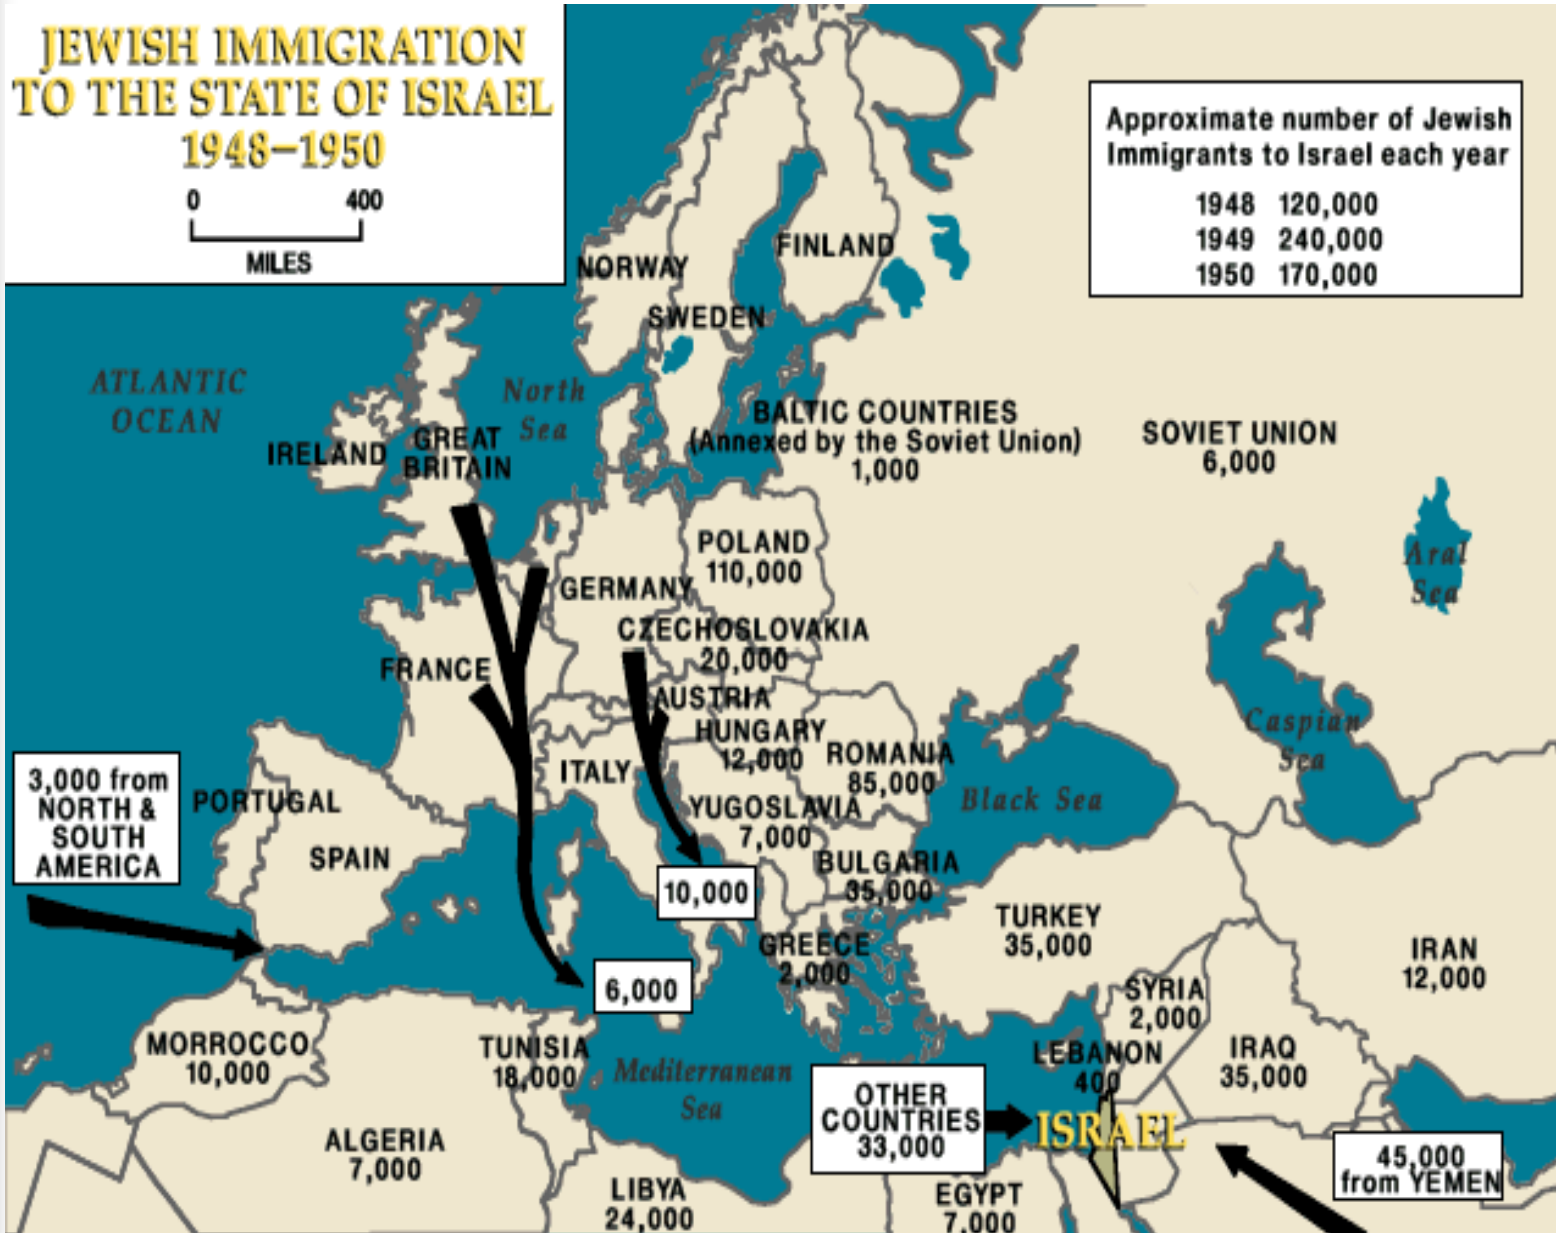 JEWISH IMMIGRATION
TO THE STATE OF ISRAEL
1948–1950
0 400
MILES
Approximate number of Jewish
Immigrants to Israel each year
1948 120,000
1949 240,000
1950 170,000
NORWAY
FINLAND
SWEDEN
ATLANTIC
OCEAN
North
Sea
IRELAND
GREAT
BRITAIN
BALTIC COUNTRIES
(Annexed by the Soviet Union)
1,000
SOVIET UNION
6,000
Aral
Sea
POLAND
110,000
GERMANY
CZECHOSLOVAKIA
20,000
FRANCE
AUSTRIA
HUNGARY
12,000
ROMANIA
85,000
Caspian
Sea
ITALY
YUGOSLAVIA
7,000
Black Sea
3,000 from
NORTH &
SOUTH
AMERICA
PORTUGAL
SPAIN
BULGARIA
35,000
10,000
TURKEY
35,000
GREECE
2,000
IRAN
12,000
6,000
SYRIA
2,000
MORROCCO
10,000
TUNISIA
18,000
Mediterranean
Sea
LEBANON
400
IRAQ
35,000
OTHER
COUNTRIES
33,000
ISRAEL
ALGERIA
7,000
45,000
from YEMEN
LIBYA
24,000
EGYPT
7,000